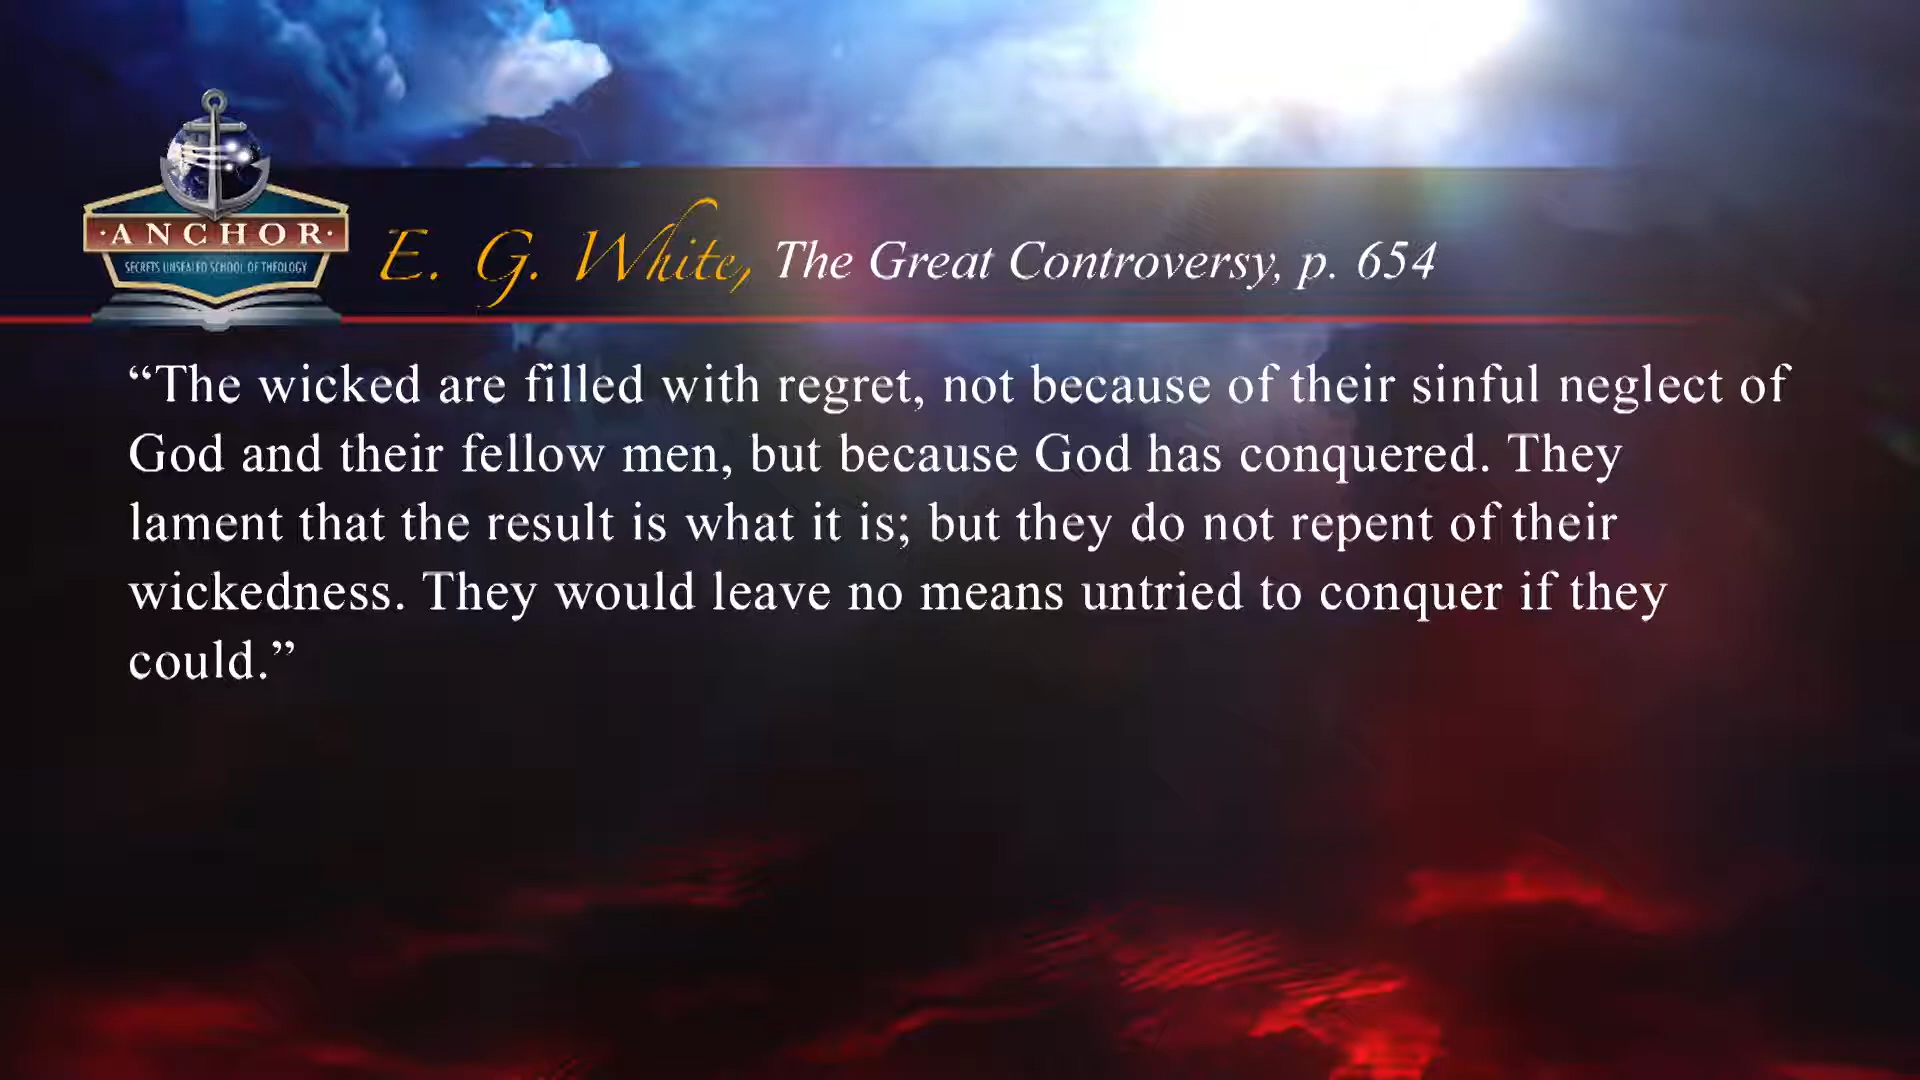 ·ANCHOR·
SECRETS UNSEALED SCHOOL OF THEOLOGY
E. G. White, The Great Controversy, p. 654
“The wicked are filled with regret, not because of their sinful neglect of
God and their fellow men, but because God has conquered. They
lament that the result is what it is; but they do not repent of their
wickedness. They would leave no means untried to conquer if they
could.”